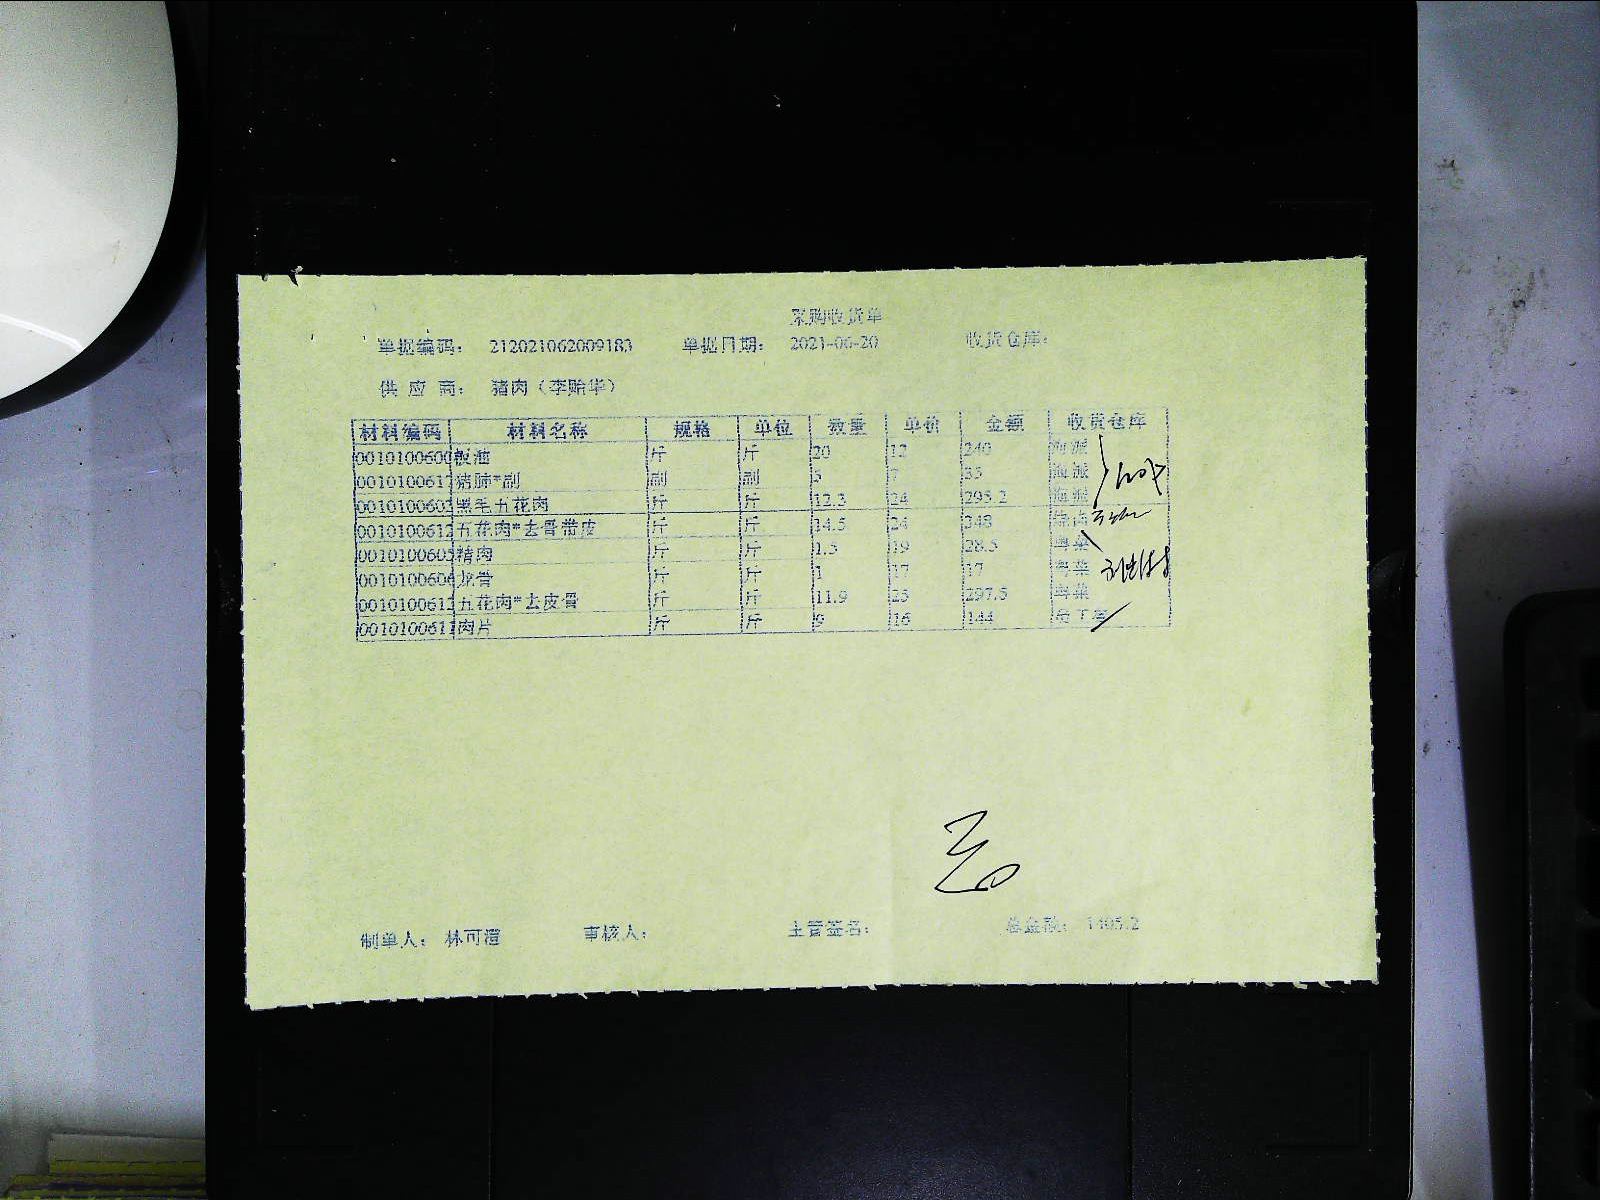 采购收货单
单据编码: 212021062009183 单据日期: 2021-06-20 收货仓库:
供 应 商: 猪肉（李贻华）
材料编码 材料名称 规格 单位 数量 单价 金额 收货仓库
0010100600 板油 斤 斤 20 12 240 海派
001010061 猪肺*副 副 副 5 7 35 海派
001010060 黑毛五花肉 斤 斤 12.3 24 295.2 海派
0010100612 五花肉*去骨带皮 斤 斤 14.5 24 348
0010100605 精肉 斤 斤 1.5 19 28.5 粤菜
001010060 龙骨 斤 斤 1 17 17 粤菜
0010100612 五花肉*去皮骨 斤 斤 11.9 25 297.5 粤菜
001010061 肉片 斤 斤 9 16 144
制单人: 林可澄 审核人: 主管签名: 总金额: 1405.2